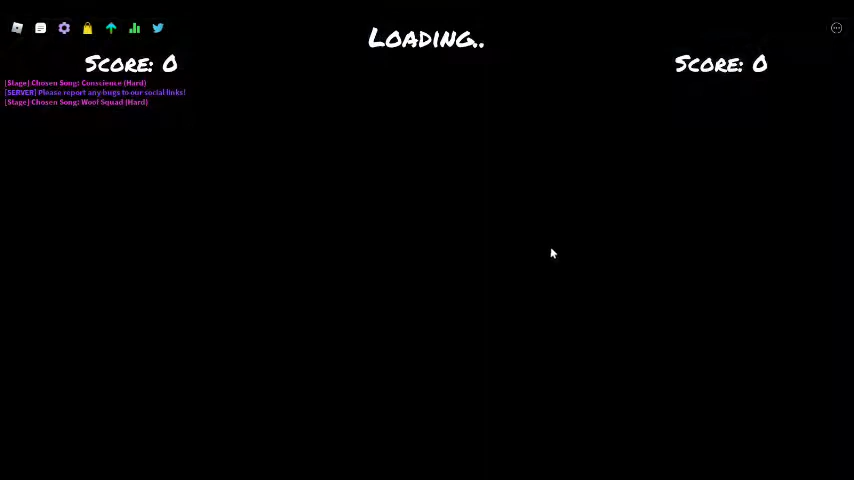 Loading..
Score: 0
Score: 0
[Stage] Chosen Song: Conscience (Hard)
[SERVER] Please report any bugs to our social links!
[Stage] Chosen Song: Woof Squad (Hard)